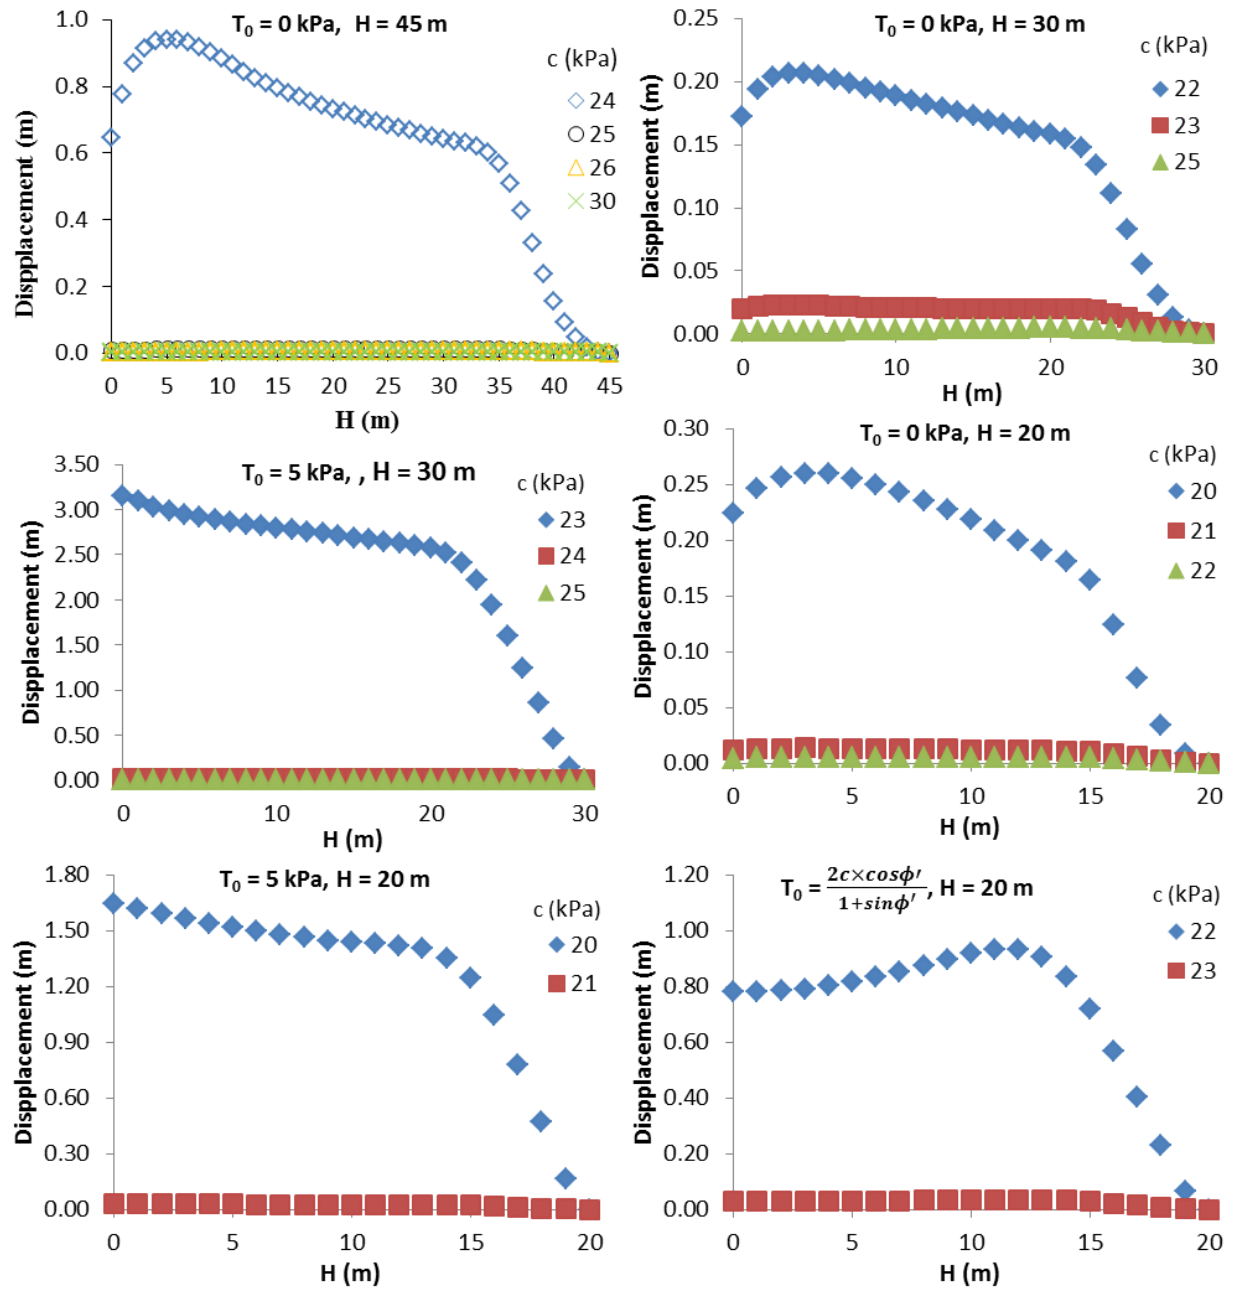 T₀ = 0 kPa, H = 45 m
c (kPa)
24
25
26
30
Dispplacement (m)
1.0
0.8
0.6
0.4
0.2
0.0
0 5 10 15 20 25 30 35 40 45
H (m)
T₀ = 0 kPa, H = 30 m
c (kPa)
22
23
25
Dispplacement (m)
0.25
0.20
0.15
0.10
0.05
0.00
0 10 20 30
H (m)
T₀ = 5 kPa, , H = 30 m
c (kPa)
23
24
25
Dispplacement (m)
3.50
3.00
2.50
2.00
1.50
1.00
0.50
0.00
0 10 20 30
H (m)
T₀ = 0 kPa, H = 20 m
c (kPa)
20
21
22
Dispplacement (m)
0.30
0.25
0.20
0.15
0.10
0.05
0.00
0 5 10 15 20
H (m)
T₀ = 5 kPa, H = 20 m
c (kPa)
20
21
Dispplacement (m)
1.80
1.50
1.20
0.90
0.60
0.30
0.00
0 5 10 15 20
H (m)
T₀ = 2c×cosϕ′/1+sinϕ′, H = 20 m
c (kPa)
22
23
Dispplacement (m)
1.20
1.00
0.80
0.60
0.40
0.20
0.00
0 5 10 15 20
H (m)